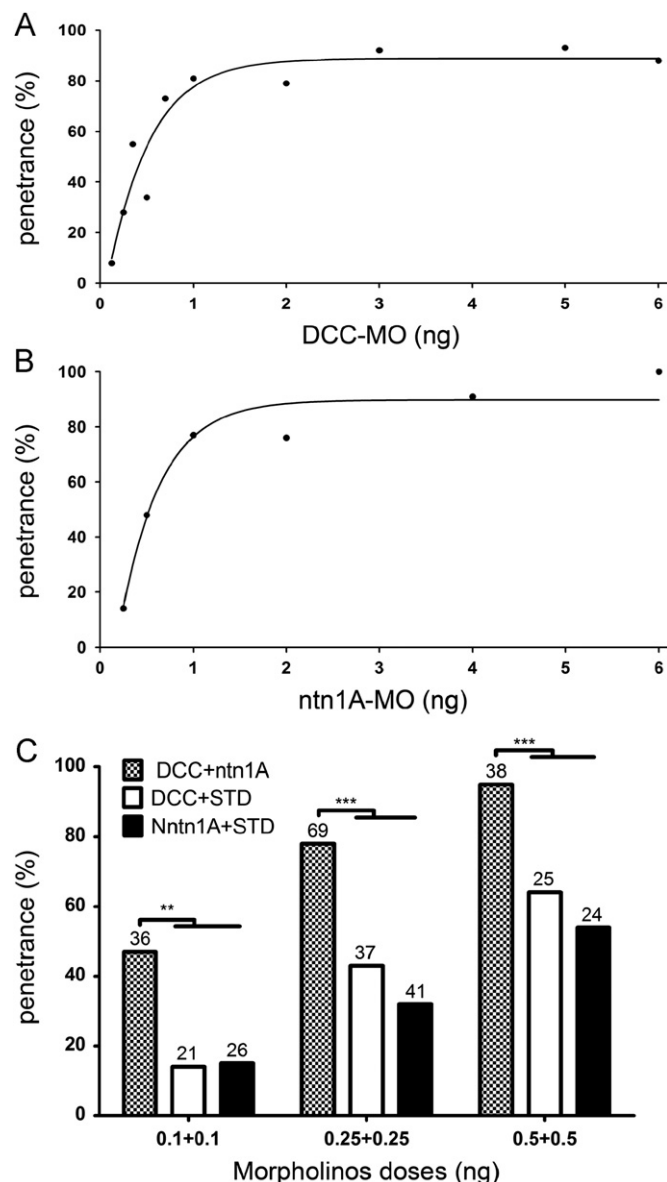 A
100
80
60
40
20
0
penetrance (%)
0 1 2 3 4 5 6
DCC-MO (ng)
B
100
80
60
40
20
0
penetrance (%)
0 1 2 3 4 5 6
ntn1A-MO (ng)
C
DCC+ntn1A
DCC+STD
Nntn1A+STD
100
80
60
40
20
0
penetrance (%)
**
36
21
26
***
69
37
41
***
38
25
24
0.1+0.1 0.25+0.25 0.5+0.5
Morpholinos doses (ng)